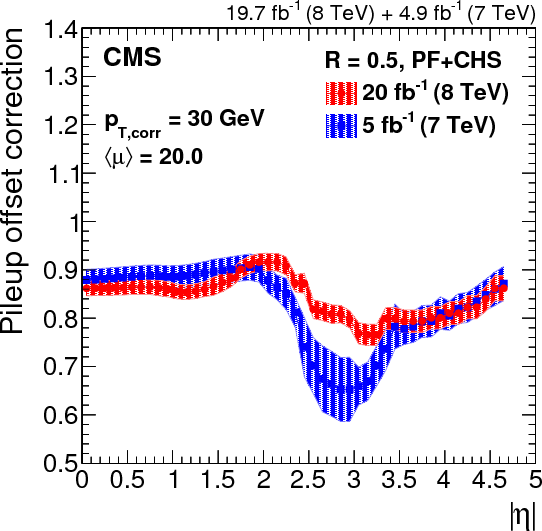 19.7 fb⁻¹ (8 TeV) + 4.9 fb⁻¹ (7 TeV)
CMS
R = 0.5, PF+CHS
20 fb⁻¹ (8 TeV)
5 fb⁻¹ (7 TeV)
p_T,corr = 30 GeV
⟨μ⟩ = 20.0
Pileup offset correction
1.4
1.3
1.2
1.1
1
0.9
0.8
0.7
0.6
0.5
0 0.5 1 1.5 2 2.5 3 3.5 4 4.5 5
|η|